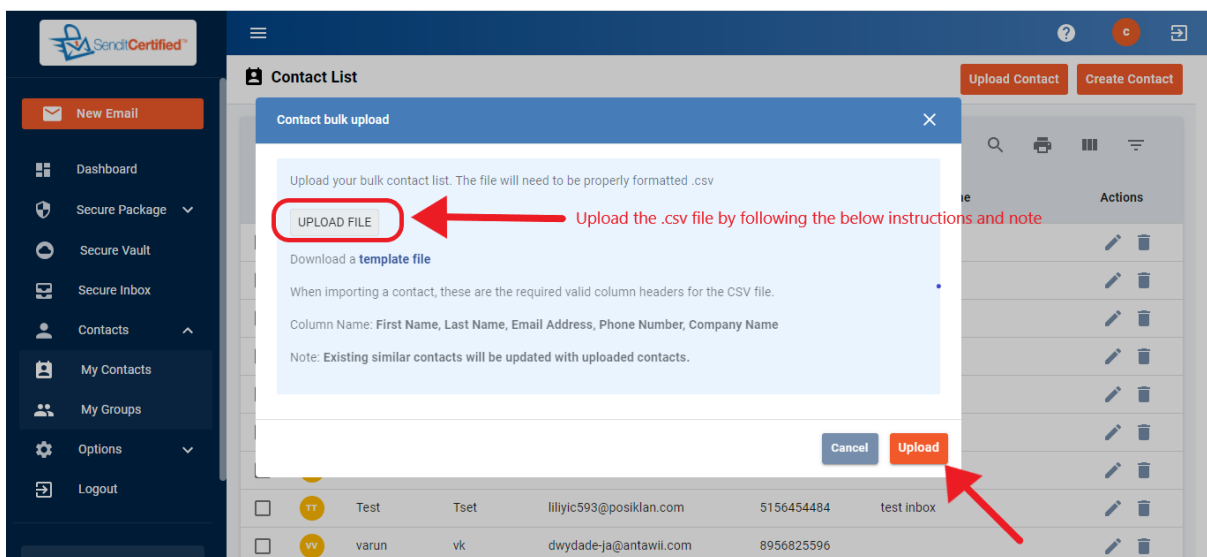 SenditCertified™
c
Contact List
Upload Contact
Create Contact
New Email
Contact bulk upload
Dashboard
Upload your bulk contact list. The file will need to be properly formatted .csv
Secure Package
Actions
UPLOAD FILE
Upload the .csv file by following the below instructions and note
Secure Vault
Download a template file
Secure Inbox
When importing a contact, these are the required valid column headers for the CSV file.
Contacts
Column Name: First Name, Last Name, Email Address, Phone Number, Company Name
Note: Existing similar contacts will be updated with uploaded contacts.
My Contacts
My Groups
Options
Cancel
Upload
Logout
TT Test Tset liliyic593@posiklan.com 5156454484 test inbox
VV varun vk dwydade-ja@antawii.com 8956825596